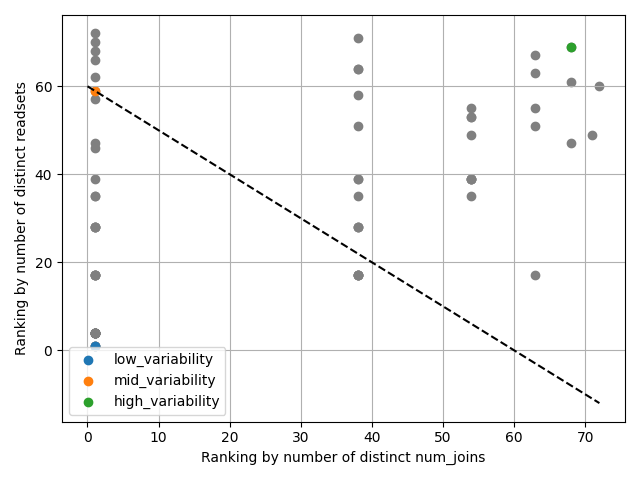 Ranking by number of distinct readsets
60
40
20
0
low_variability
mid_variability
high_variability
0 10 20 30 40 50 60 70
Ranking by number of distinct num_joins